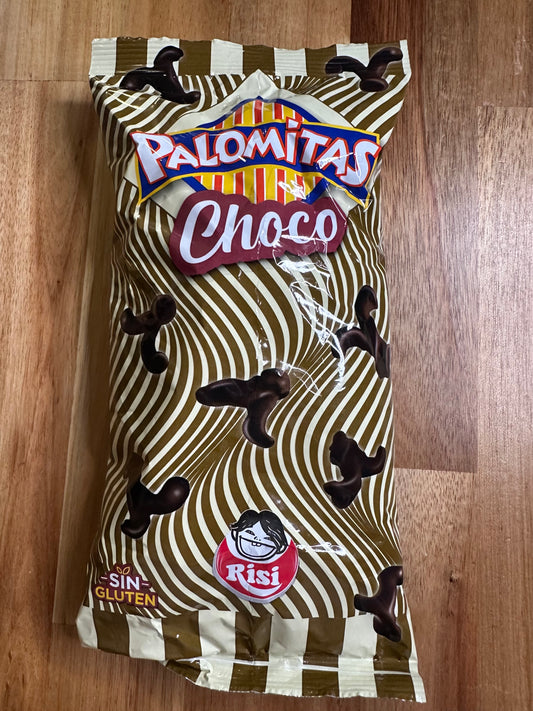 PALOMITAS
Choco
Risi
SIN
GLUTEN